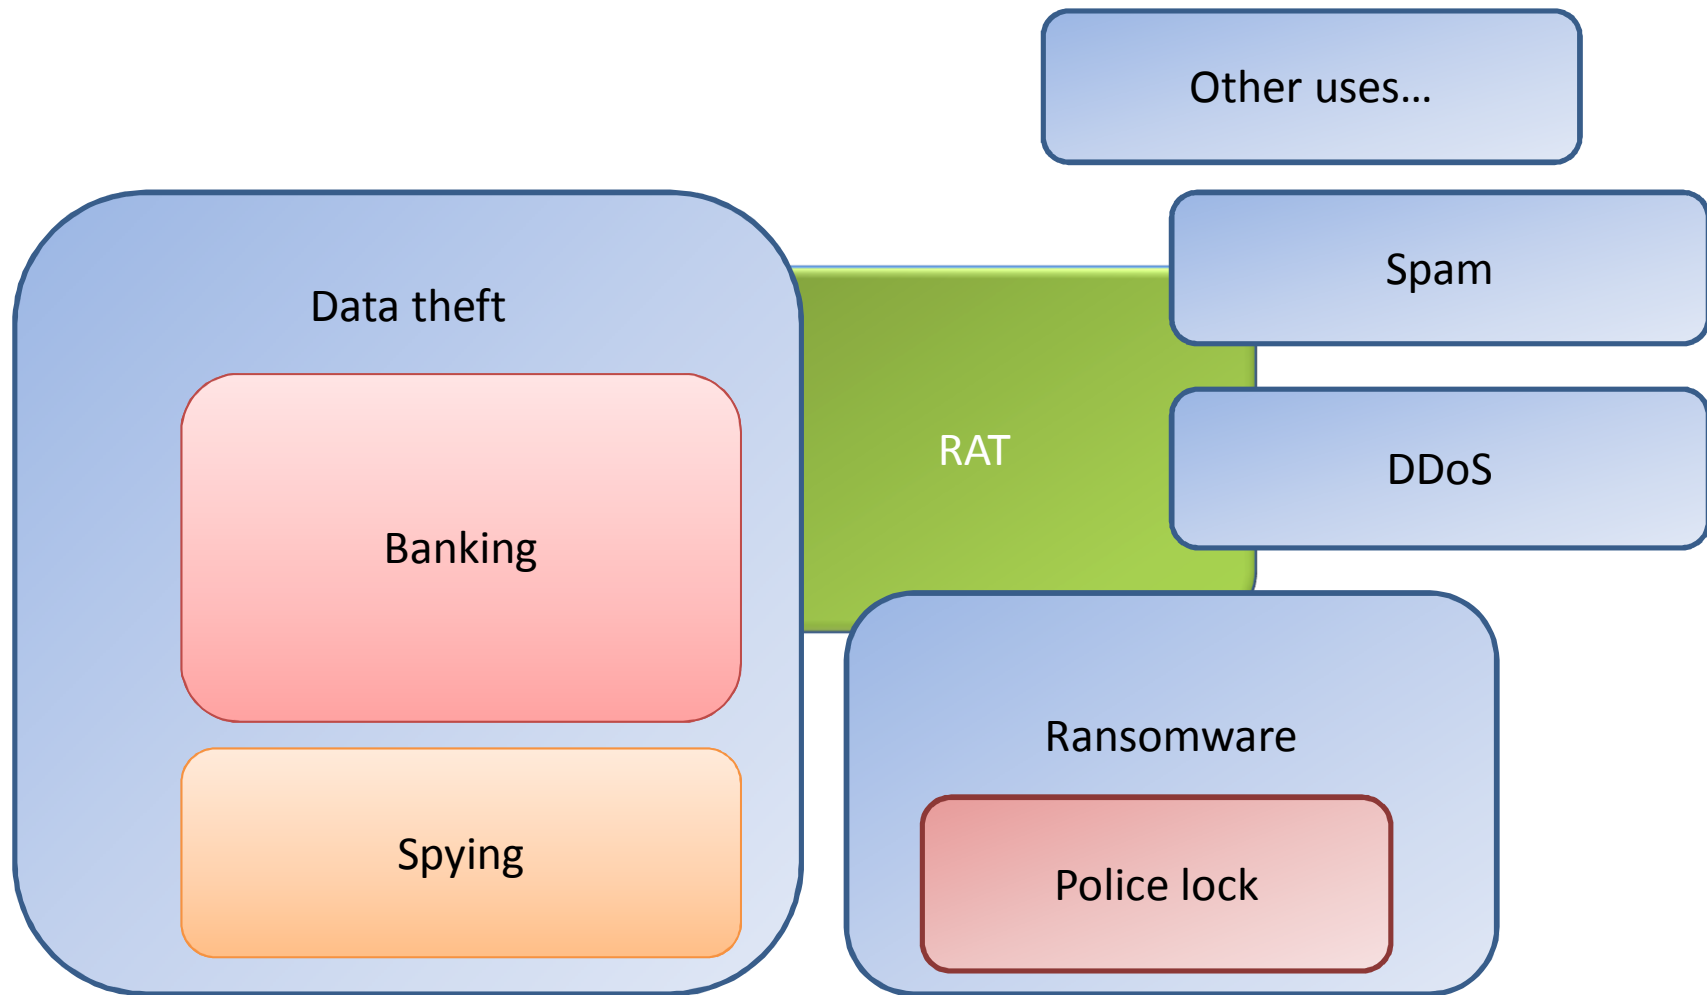 Other uses…
Spam
Data theft
RAT
DDoS
Banking
Ransomware
Spying
Police lock